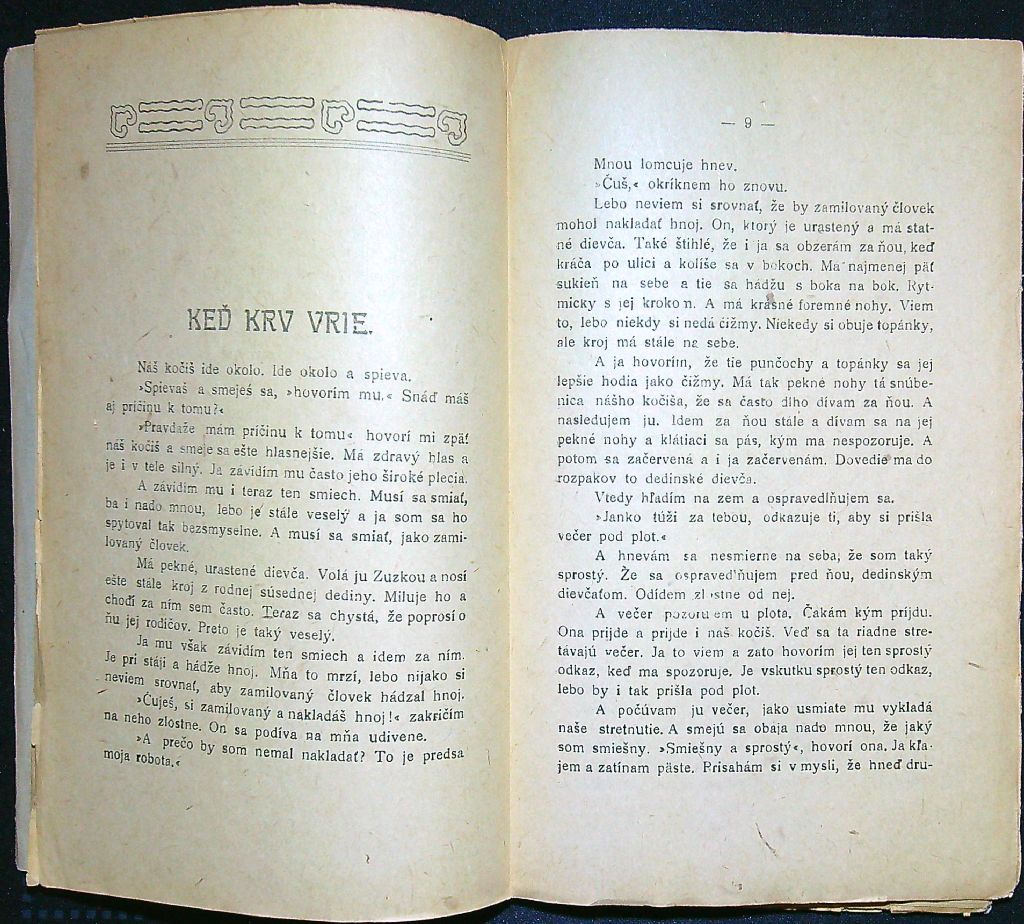 KEĎ KRV VRIE.
Náš kočiš ide okolo. Ide okolo a spieva.
»Spievaš a smeješ sa, »hovorím mu.« Snáď máš
aj príčinu k tomu?«
»Pravdaže mám príčinu k tomu« hovorí mi zpäť
náš kočiš a smeje sa ešte hlasnejšie. Má zdravý hlas a
je i v tele silný. Ja závidím mu často jeho široké plecia.
A závidím mu i teraz ten smiech. Musí sa smiať,
ba i nado mnou, lebo je stále veselý a ja som sa ho
spytoval tak bezsmyselne. A musí sa smiať, jako zami-
lovaný človek.
Má pekné, urastené dievča. Volá ju Zuzkou a nosí
ešte stále kroj z rodnej súsednej dediny. Miluje ho a
chodí za ním sem často. Teraz sa chystá, že poprosí o
ňu jej rodičov. Preto je taký veselý.
Ja mu však závidím ten smiech a idem za ním.
Je pri stáji a hádže hnoj. Mňa to mrzí, lebo nijako si
neviem srovnať, aby zamilovaný človek hádzal hnoj.
»Čuješ, si zamilovaný a nakladáš hnoj!« zakričím
na neho zlostne. On sa podíva na mňa udivene.
»A prečo by som nemal nakladať? To je predsa
moja robota.«
— 9 —
Mnou lomcuje hnev.
»Čuš,« okríknem ho znovu.
Lebo neviem si srovnať, že by zamilovaný človek
mohol nakladať hnoj. On, ktorý je urastený a má stat-
né dievča. Také štihlé, že i ja sa obzerám za ňou, keď
kráča po ulici a kolíše sa v bokoch. Má najmenej päť
sukieň na sebe a tie sa hádžu s boka na bok. Ryt-
micky s jej krokom. A má krásne foremné nohy. Viem
to, lebo niekdy si nedá čižmy. Niekedy si obuje topánky,
ale kroj má stále na sebe.
A ja hovorím, že tie punčochy a topánky sa jej
lepšie hodia jako čižmy. Má tak pekné nohy tá snúbe-
nica nášho kočiša, že sa často dlho dívam za ňou. A
nasledujem ju. Idem za ňou stále a dívam sa na jej
pekné nohy a klátiaci sa pás, kým ma nespozoruje. A
potom sa začervená a i ja začervenám. Dovedie ma do
rozpakov to dedinské dievča.
Vtedy hľadím na zem a ospravedlňujem sa.
»Janko túži za tebou, odkazuje ti, aby si prišla
večer pod plot.«
A hnevám sa nesmierne na seba, že som taký
sprostý. Že sa ospravedlňujem pred ňou, dedinským
dievčaťom. Odídem zlostne od nej.
A večer pozorujem u plota. Čakám kým prijdu.
Ona prijde a prijde i náš kočiš. Veď sa ta riadne stre-
távajú večer. Ja to viem a zato hovorím jej ten sprostý
odkaz, keď ma spozoruje. Je vskutku sprostý ten odkaz,
lebo by i tak prišla pod plot.
A počúvam ju večer, jako usmiate mu vykladá
naše stretnutie. A smejú sa obaja nado mnou, že jaký
som smiešny. »Smiešny a sprostý«, hovorí ona. Ja kľa-
jem a zatínam päste. Prisahám si v mysli, že hneď dru-